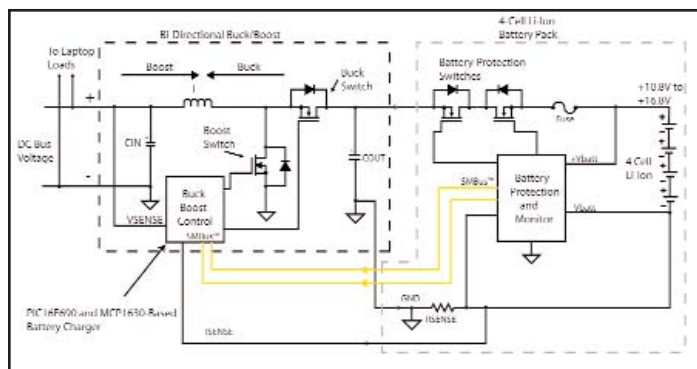 Bi Directional Buck/Boost
4-Cell Li-Ion
Battery Pack
To Laptop
Loads
Boost
Buck
Buck
Switch
Battery Protection
Switches
+10.8V to
+16.8V
+
Fuse
Boost
Switch
DC Bus
Voltage
CIN
COUT
+Vbatt
4 Cell
Li Ion
-
Buck
Boost
Control
SMBus™
VSENSE
SMBus™
Battery
Protection
and
Monitor
Vbatt
PIC16F690 and MCP1630-Based
Battery Charger
GND
RSENSE
ISENSE